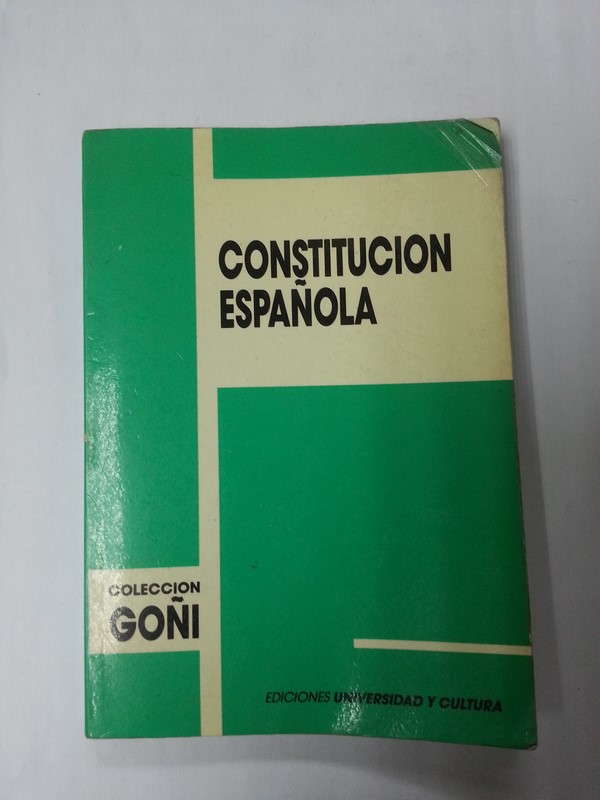 CONSTITUCION
ESPAÑOLA
COLECCION
GOÑI
EDICIONES UNIVERSIDAD Y CULTURA